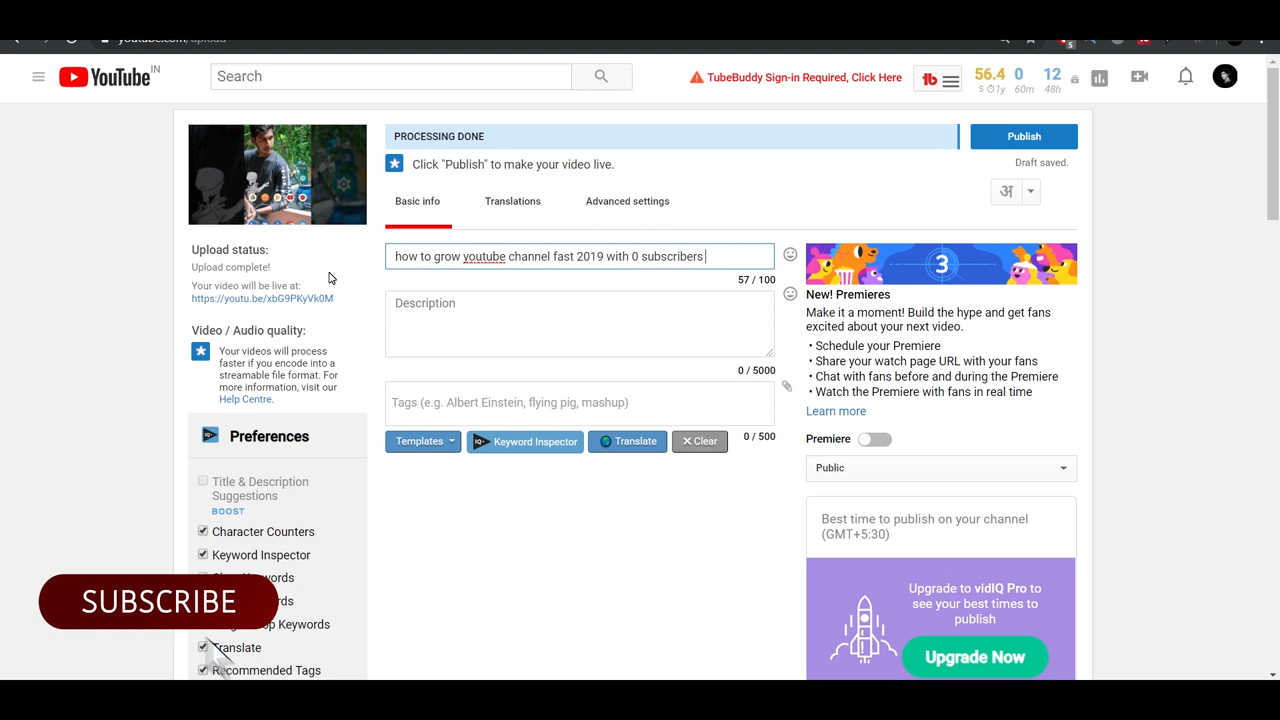 YouTube IN
Search
TubeBuddy Sign-in Required, Click Here
56.4 0 12
$ 1y 60m 48h
5
PROCESSING DONE
Publish
Click "Publish" to make your video live.
Draft saved.
अ
Basic info Translations Advanced settings
Upload status:
Upload complete!
Your video will be live at:
https://youtu.be/xbG9PKyVk0M
Video / Audio quality:
Your videos will process
faster if you encode into a
streamable file format. For
more information, visit our
Help Centre.
how to grow youtube channel fast 2019 with 0 subscribers
57 / 100
Description
0 / 5000
Tags (e.g. Albert Einstein, flying pig, mashup)
Templates Keyword Inspector Translate Clear
0 / 500
3
New! Premieres
Make it a moment! Build the hype and get fans
excited about your next video.
• Schedule your Premiere
• Share your watch page URL with your fans
• Chat with fans before and during the Premiere
• Watch the Premiere with fans in real time
Learn more
Premiere
Public
Best time to publish on your channel
(GMT+5:30)
Upgrade to vidIQ Pro to
see your best times to
publish
Upgrade Now
Preferences
Title & Description
Suggestions
BOOST
Character Counters
Keyword Inspector
SUBSCRIBE
Keywords
Translate
Recommended Tags